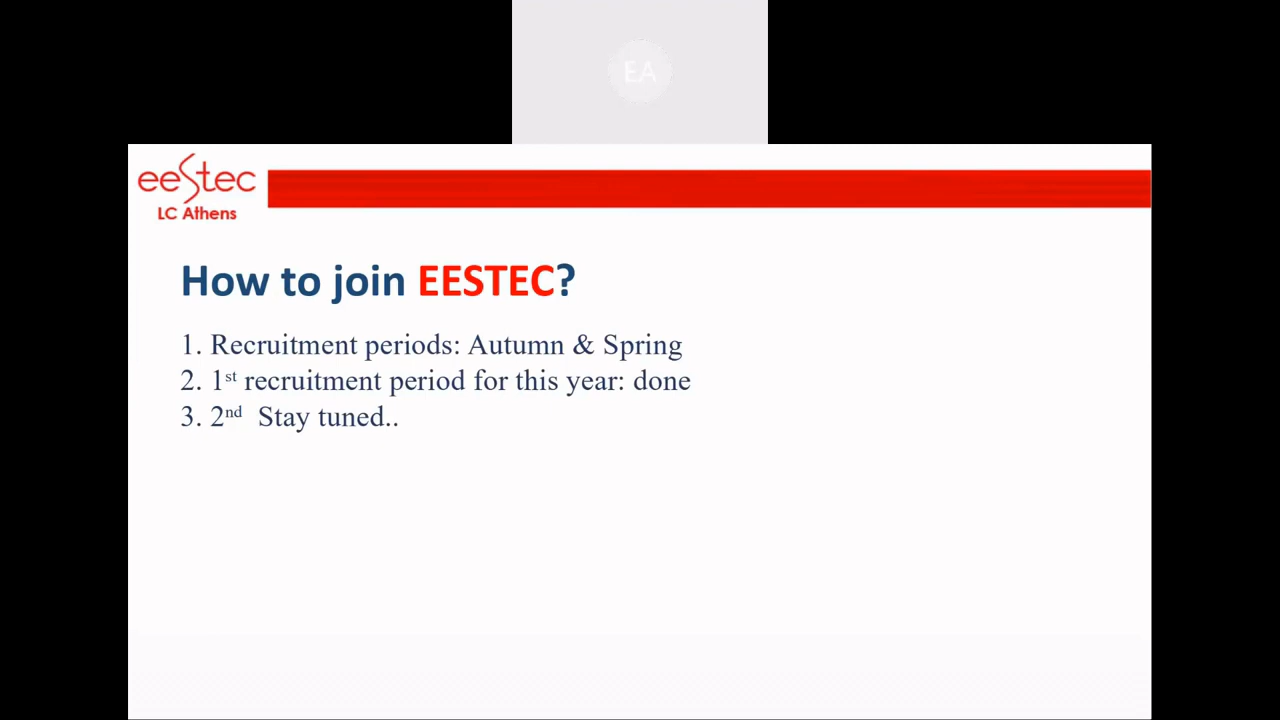 EA
eestec
LC Athens
How to join EESTEC?
1. Recruitment periods: Autumn & Spring
2. 1st recruitment period for this year: done
3. 2nd  Stay tuned..